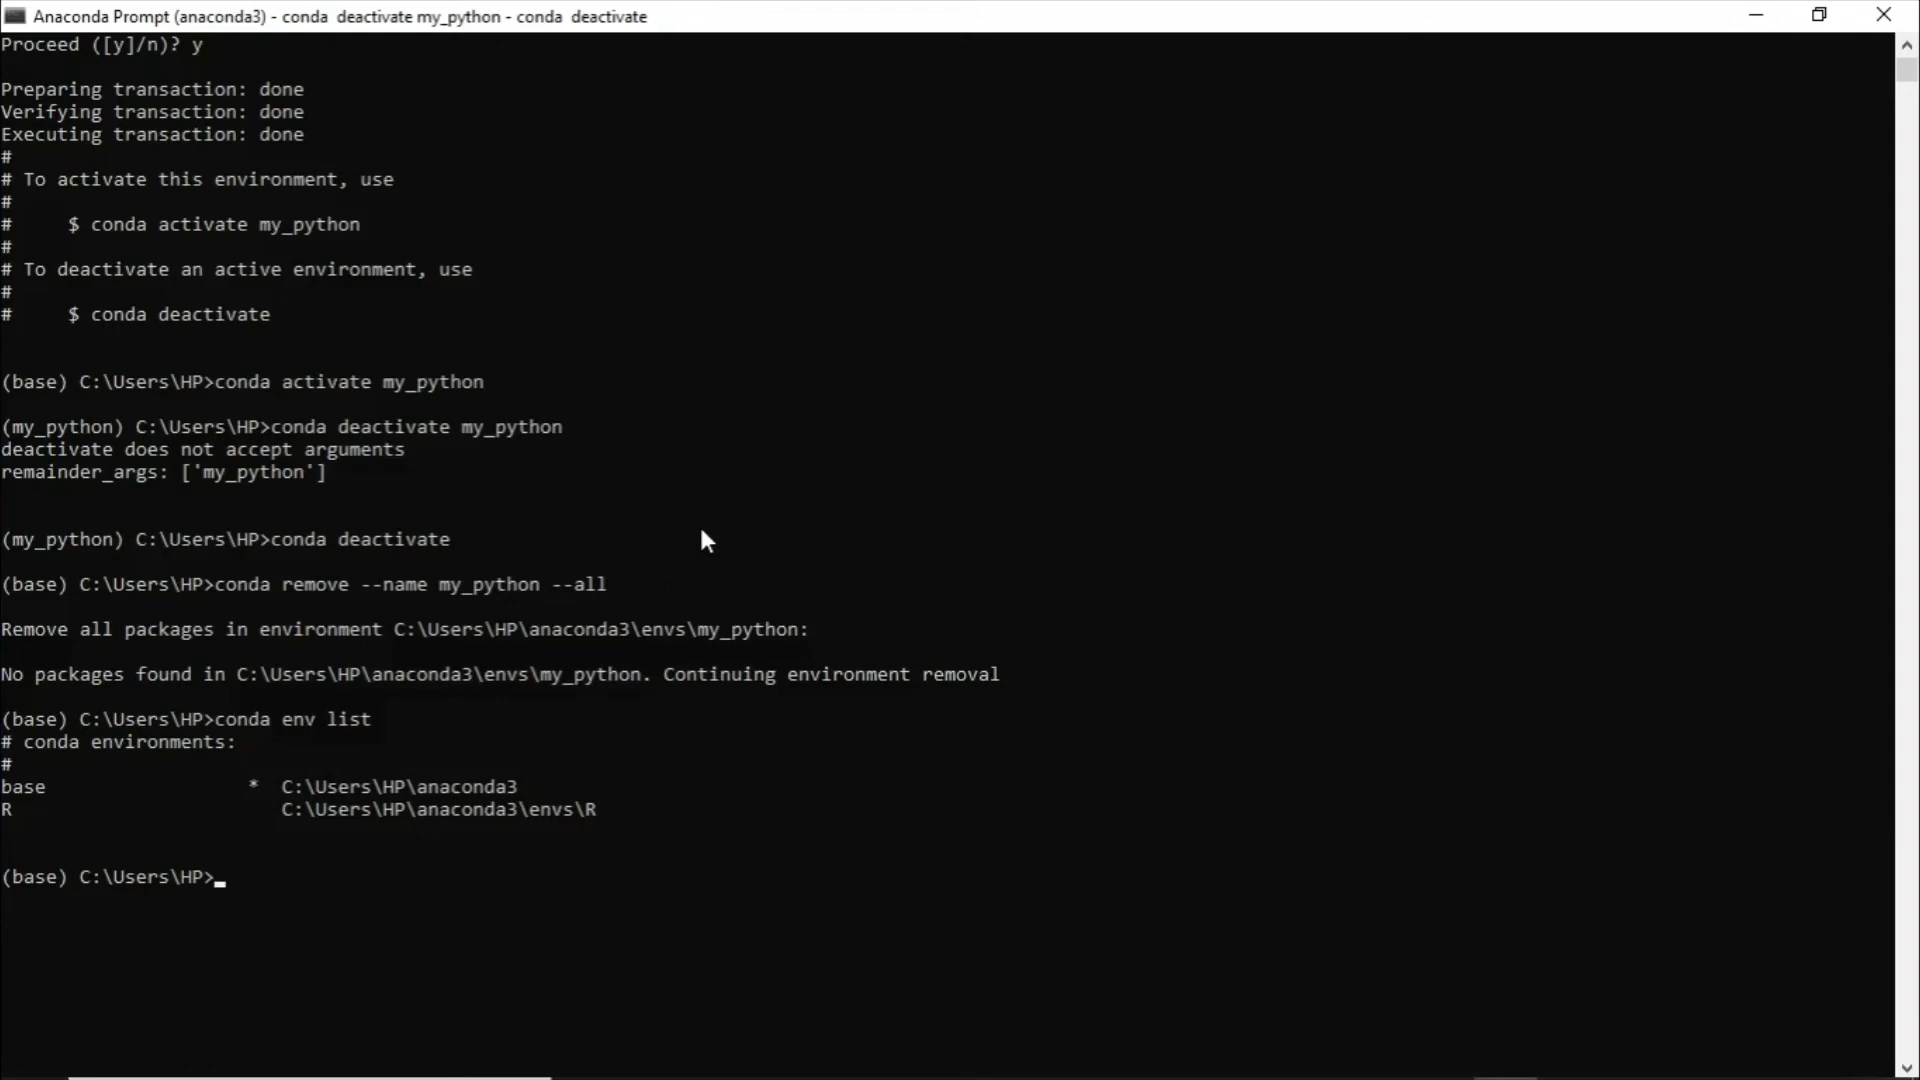 Anaconda Prompt (anaconda3) - conda  deactivate my_python - conda  deactivate
Proceed ([y]/n)? y
Preparing transaction: done
Verifying transaction: done
Executing transaction: done
#
# To activate this environment, use
#
#     $ conda activate my_python
#
# To deactivate an active environment, use
#
#     $ conda deactivate
(base) C:\Users\HP>conda activate my_python
(my_python) C:\Users\HP>conda deactivate my_python
deactivate does not accept arguments
remainder_args: ['my_python']
(my_python) C:\Users\HP>conda deactivate
(base) C:\Users\HP>conda remove --name my_python --all
Remove all packages in environment C:\Users\HP\anaconda3\envs\my_python:
No packages found in C:\Users\HP\anaconda3\envs\my_python. Continuing environment removal
(base) C:\Users\HP>conda env list
# conda environments:
#
base                  *  C:\Users\HP\anaconda3
R                        C:\Users\HP\anaconda3\envs\R
(base) C:\Users\HP>